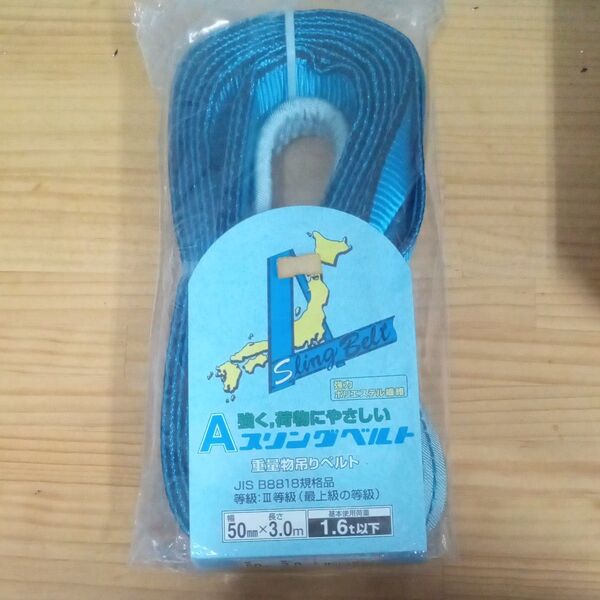 Sling Belt
強力
ポリエステル繊維
強く,荷物にやさしい
Aスリングベルト
重量物吊りベルト
JIS B8818規格品
等級:Ⅲ等級(最上級の等級)
幅 長さ 基本使用荷重
50mm×3.0m 1.6t以下